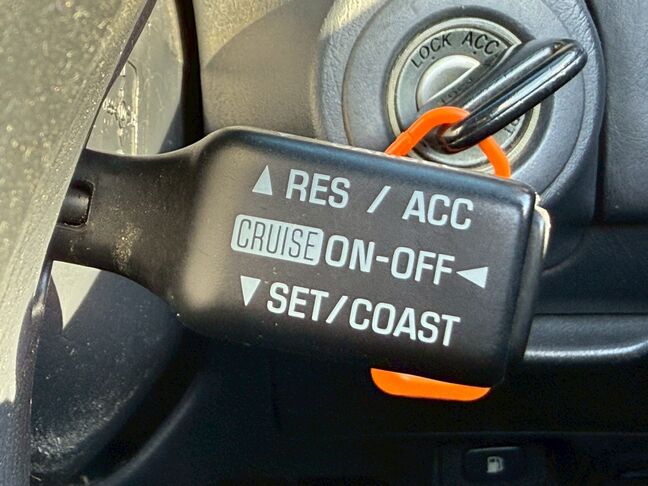 LOCK ACC
▲ RES / ACC
CRUISE ON-OFF ◀
▼ SET/COAST